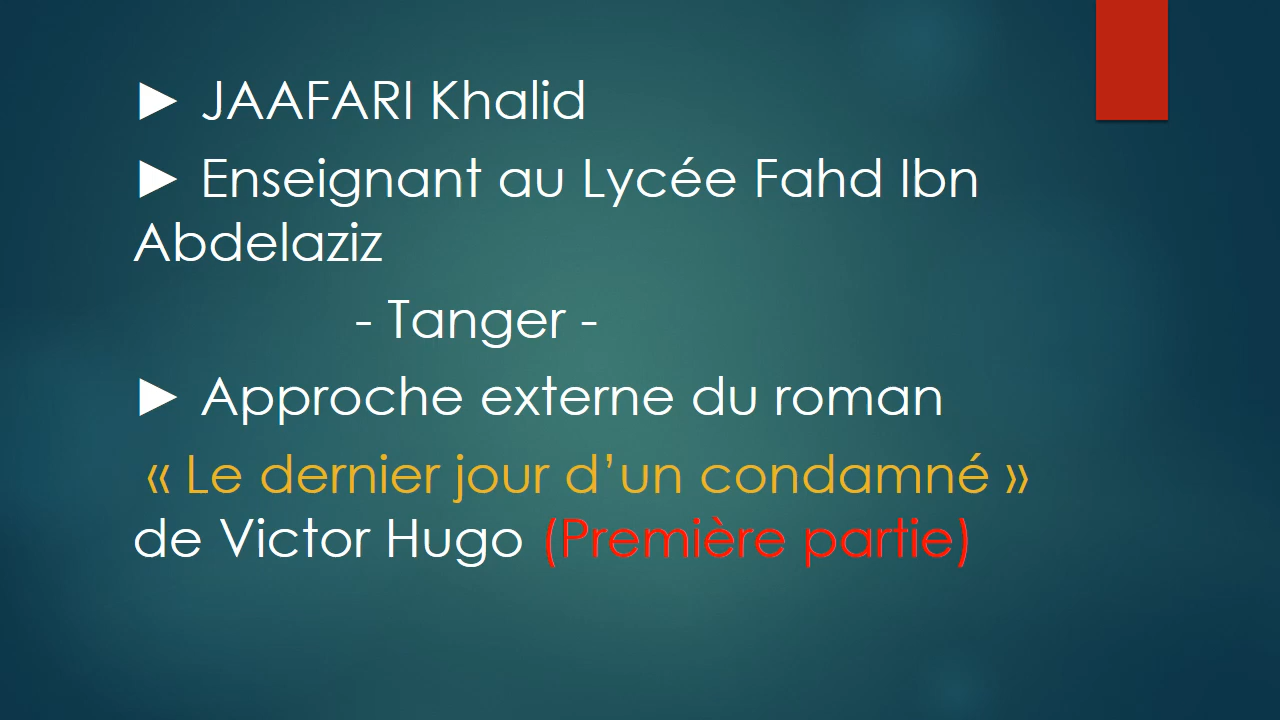 ► JAAFARI Khalid
► Enseignant au Lycée Fahd Ibn
Abdelaziz
- Tanger -
► Approche externe du roman
« Le dernier jour d’un condamné »
de Victor Hugo (Première partie)